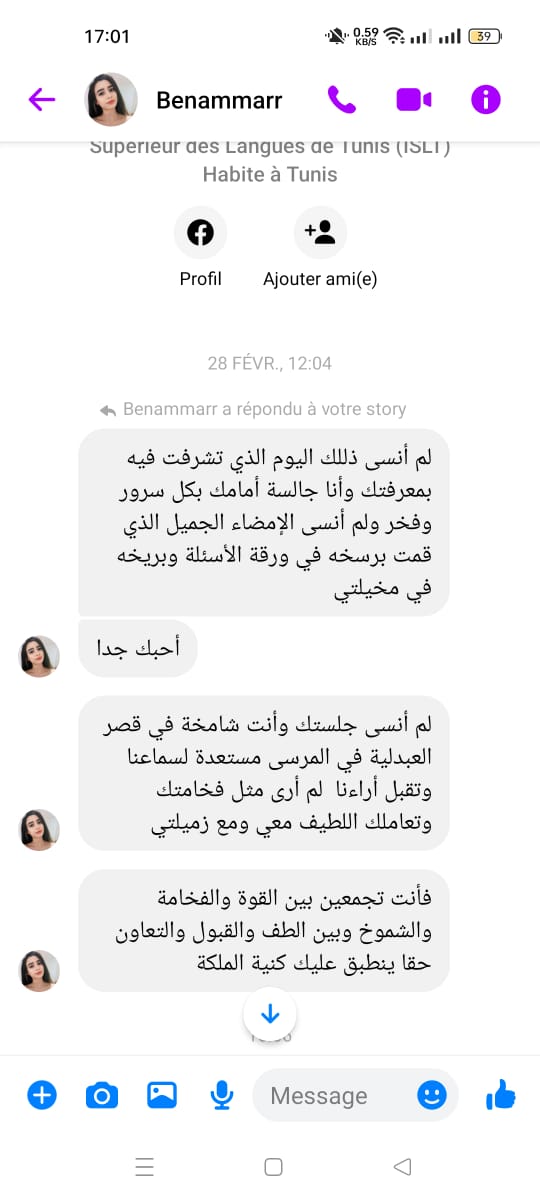 17:01
0.59
KB/S
39
Benammarr
Supérieur des Langues de Tunis (ISLT)
Habite à Tunis
Profil
Ajouter ami(e)
28 FÉVR., 12:04
Benammarr a répondu à votre story
لم أنسى ذللك اليوم الذي تشرفت فيه
بمعرفتك وأنا جالسة أمامك بكل سرور
وفخر ولم أنسى الإمضاء الجميل الذي
قمت برسخه في ورقة الأسئلة وبريخه
في مخيلتي
أحبك جدا
لم أنسى جلستك وأنت شامخة في قصر
العبدلية في المرسى مستعدة لسماعنا
وتقبل أراءنا لم أرى مثل فخامتك
وتعاملك اللطيف معي ومع زميلتي
فأنت تجمعين بين القوة والفخامة
والشموخ وبين الطف والقبول والتعاون
حقا ينطبق عليك كنية الملكة
Message